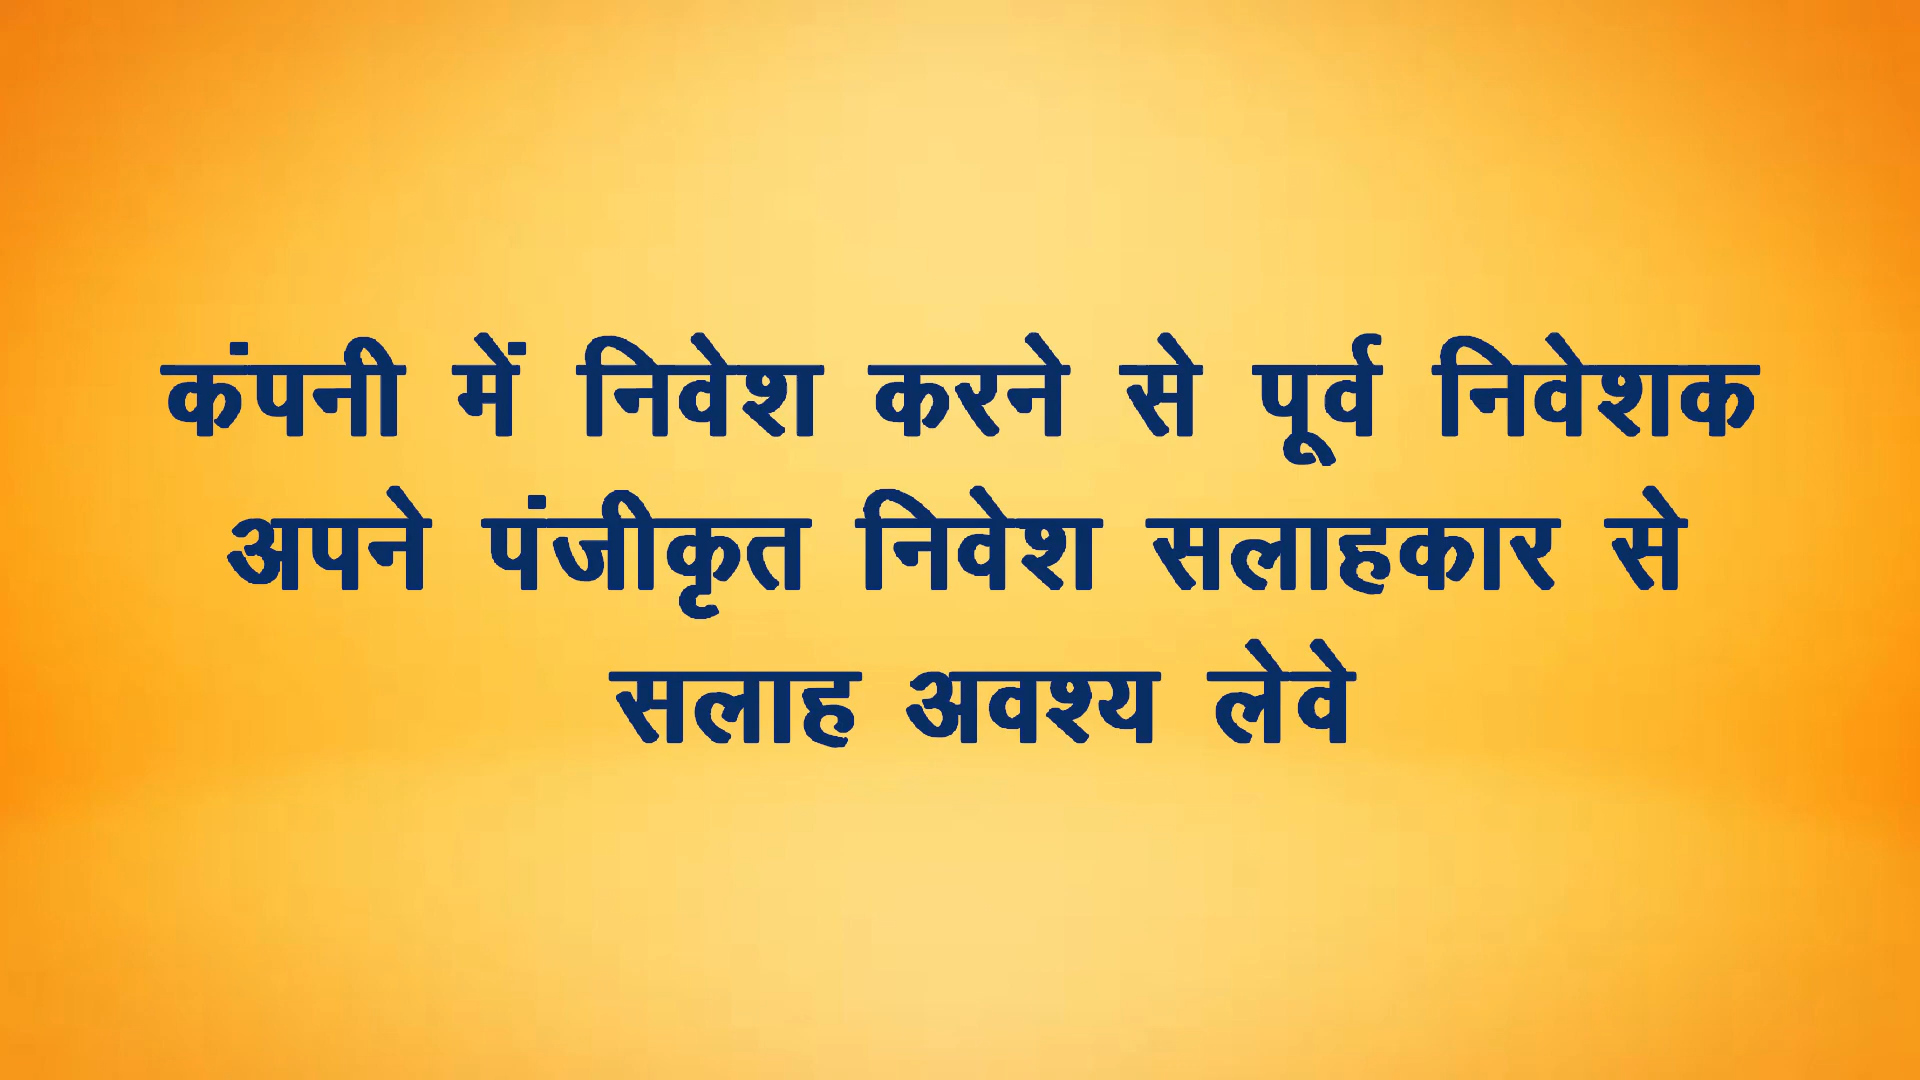 कंपनी में निवेश करने से पूर्व निवेशक
अपने पंजीकृत निवेश सलाहकार से
सलाह अवश्य लेवे